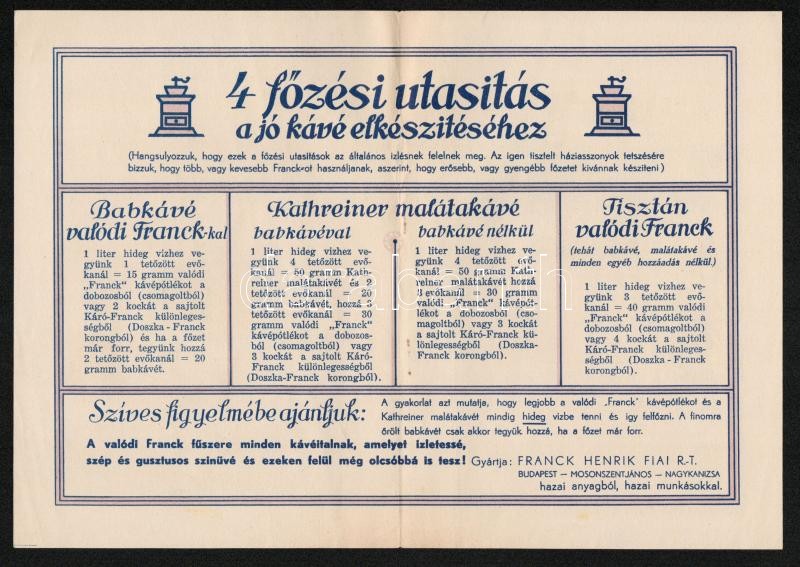 4 főzési utasitás
a jó kávé elkészitéséhez
(Hangsulyozzuk, hogy ezek a főzési utasitások az általános izlésnek felelnek meg. Az igen tisztelt háziasszonyok tetszésére
bizzuk, hogy több, vagy kevesebb Franck-ot használjanak, aszerint, hogy erősebb, vagy gyengébb főzetet kivánnak késziteni)
Babkávé
valódi Franck-kal
1 liter hideg vizhez ve-
gyünk 1 tetőzött evő-
kanál = 15 gramm valódi
„Franck" kávépótlékot a
dobozosból (csomagoltból)
vagy 2 kockát a sajtolt
Káró-Franck különleges-
ségből (Doszka - Franck
korongból) és ha a főzet
már forr, tegyünk hozzá
2 tetőzött evőkanál = 20
gramm babkávét.
Kathreiner malátakávé
babkávéval
1 liter hideg vizhez ve-
gyünk 4 tetőzött evő-
kanál = 50 gramm Kath-
reiner malátakávét és 2
tetőzött evőkanál = 20
gramm babkávét, hozzá 3
tetőzött evőkanál = 30
gramm valódi „Franck"
kávépótlékot a dobozos-
ból (csomagoltból) vagy
3 kockát a sajtolt Káró-
Franck különlegességből
(Doszka-Franck korongból).
babkávé nélkül
1 liter hideg vizhez ve-
gyünk 4 tetőzött evő-
kanál = 50 gramm Kath-
reiner malátakávét hozzá
3 evőkanál = 30 gramm
valódi „Franck" kávépót-
lékot a dobozosból (cso-
magoltból) vagy 3 kockát
a sajtolt Káró-Franck kü-
lönlegességből (Doszka-
Franck korongból).
Tisztán
valódi Franck
(tehát babkávé, malátakávé és
minden egyéb hozzáadás nélkül.)
1 liter hideg vizhez ve-
gyünk 3 tetőzött evő-
kanál = 40 gramm valódi
„Franck" kávépótlékot a
dobozosból (csomagoltból)
vagy 4 kockát a sajtolt
Káró-Franck különleges-
ségből (Doszka - Franck
korongból).
Szíves figyelmébe ajánljuk:
A gyakorlat azt mutatja, hogy legjobb a valódi „Franck" kávépótlékot és a
Kathreiner malátakávét mindig hideg vizbe tenni és igy felfőzni. A finomra
őrölt babkávét csak akkor tegyük hozzá, ha a főzet már forr.
A valódi Franck fűszere minden kávéitalnak, amelyet izletessé,
szép és gusztusos szinüvé és ezeken felül még olcsóbbá is tesz!
Gyártja: FRANCK HENRIK FIAI R.-T.
BUDAPEST — MOSONSZENTJÁNOS — NAGYKANIZSA
hazai anyagból, hazai munkásokkal.